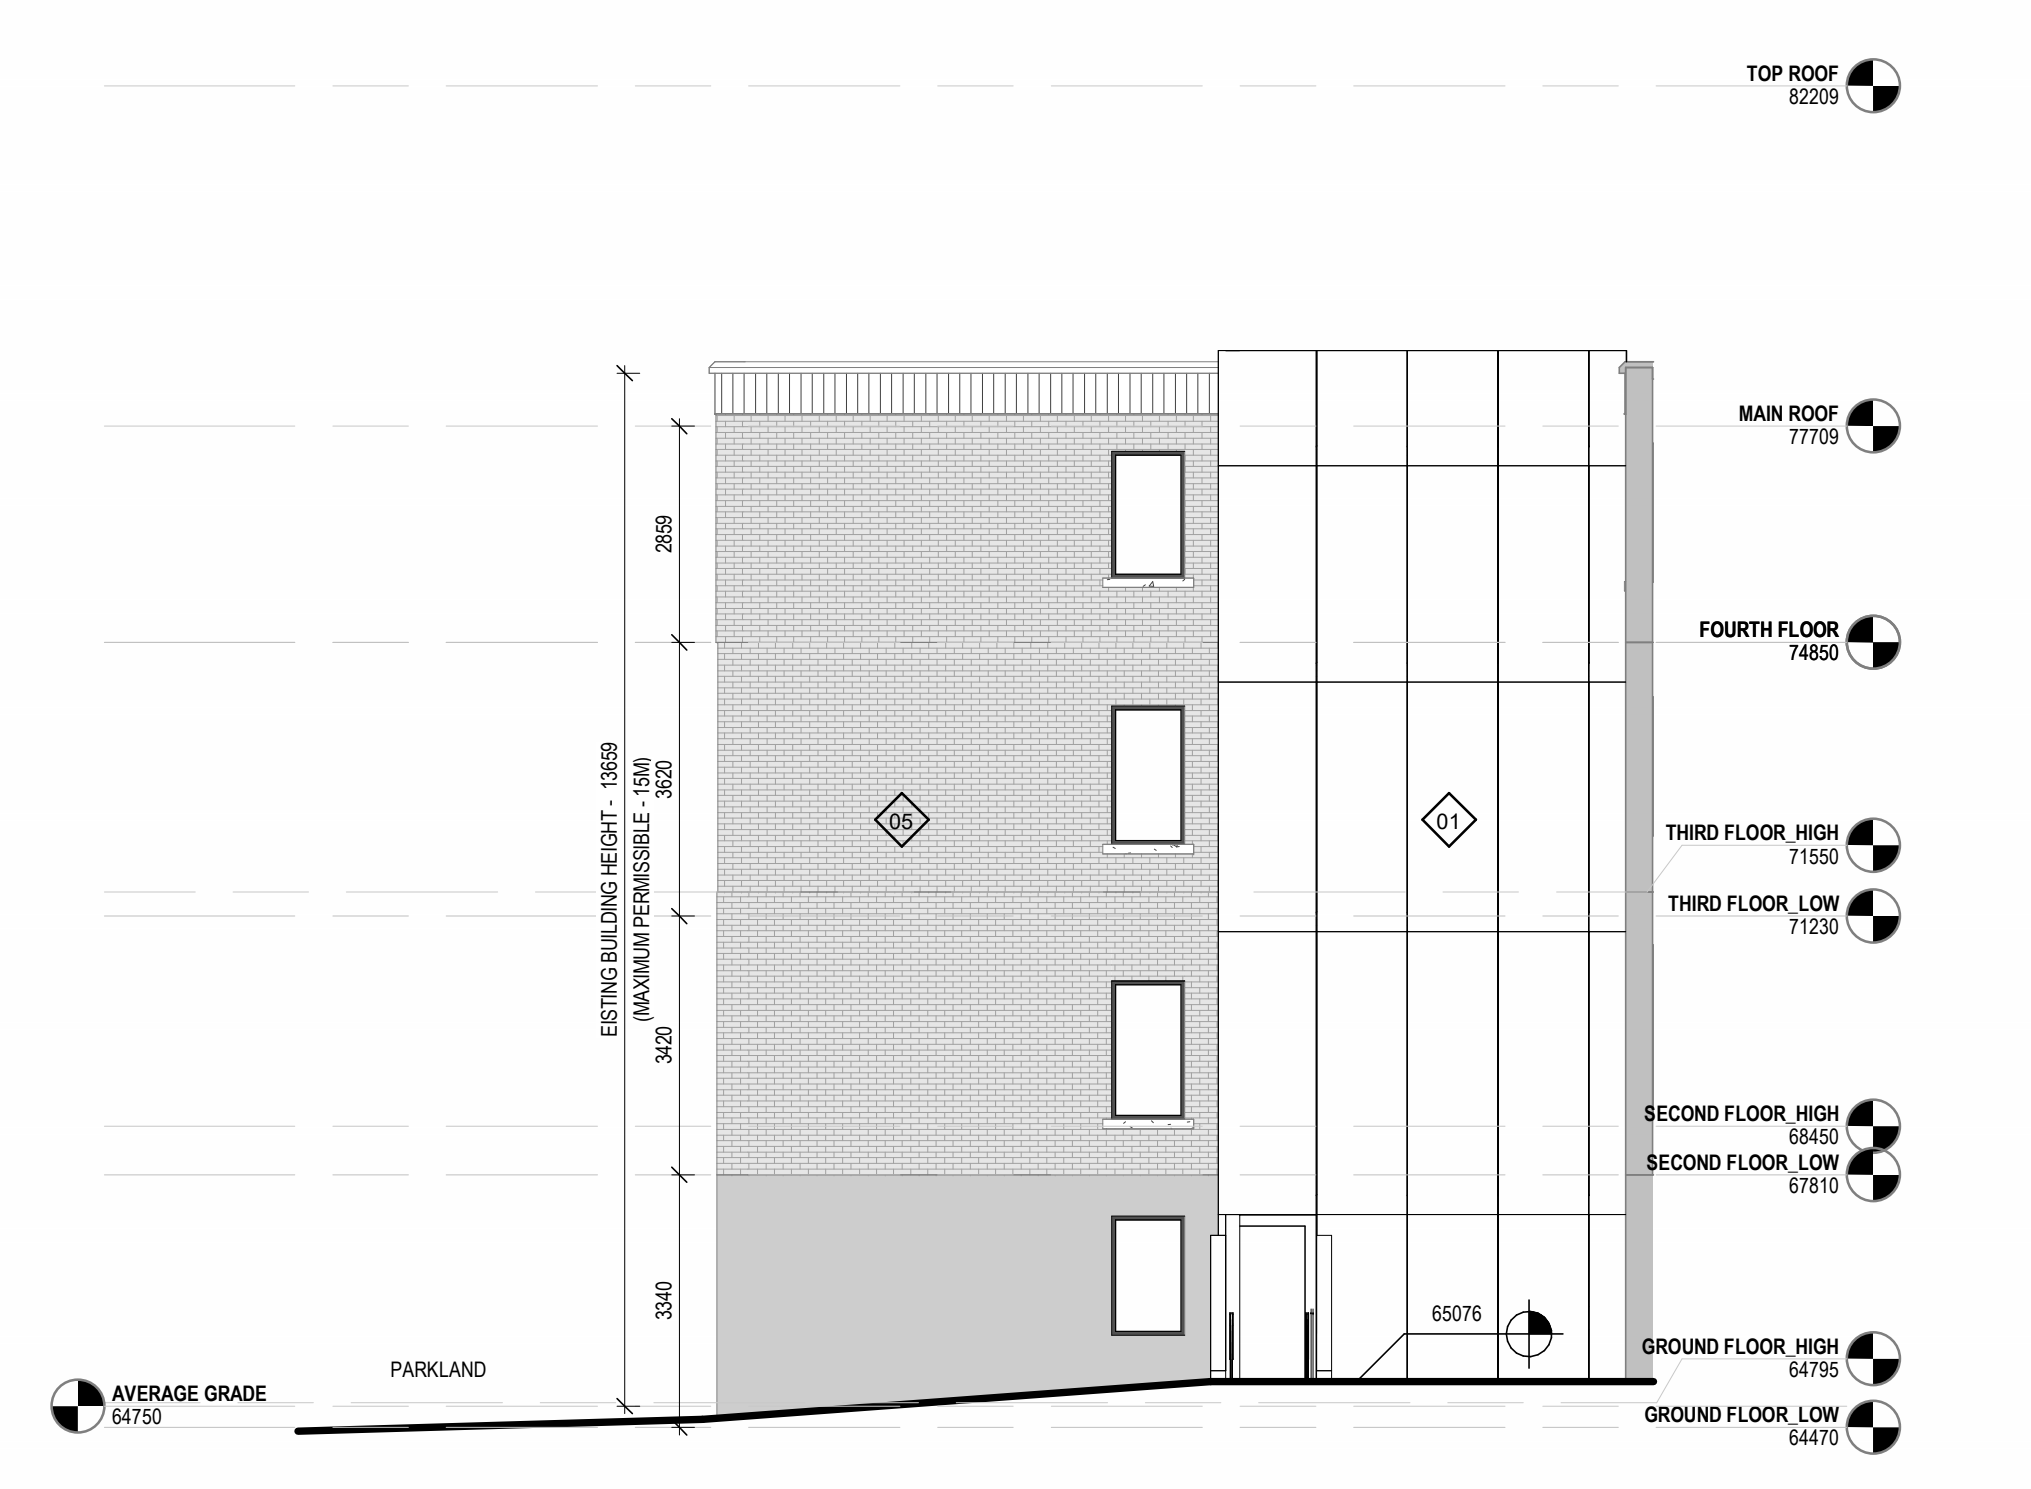 TOP ROOF
82209
MAIN ROOF
77709
2859
FOURTH FLOOR
74850
EISTING BUILDING HEIGHT - 13659
(MAXIMUM PERMISSIBLE - 15M)
3620
05
01
THIRD FLOOR_HIGH
71550
THIRD FLOOR_LOW
71230
3420
SECOND FLOOR_HIGH
68450
SECOND FLOOR_LOW
67810
3340
65076
PARKLAND
GROUND FLOOR_HIGH
64795
AVERAGE GRADE
64750
GROUND FLOOR_LOW
64470